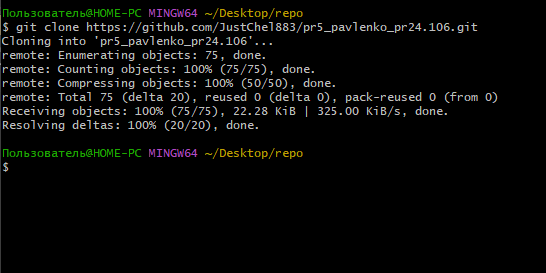 Пользователь@HOME-PC MINGW64 ~/Desktop/repo
$ git clone https://github.com/JustChel883/pr5_pavlenko_pr24.106.git
Cloning into 'pr5_pavlenko_pr24.106'...
remote: Enumerating objects: 75, done.
remote: Counting objects: 100% (75/75), done.
remote: Compressing objects: 100% (50/50), done.
remote: Total 75 (delta 20), reused 0 (delta 0), pack-reused 0 (from 0)
Receiving objects: 100% (75/75), 22.28 KiB | 325.00 KiB/s, done.
Resolving deltas: 100% (20/20), done.
Пользователь@HOME-PC MINGW64 ~/Desktop/repo
$